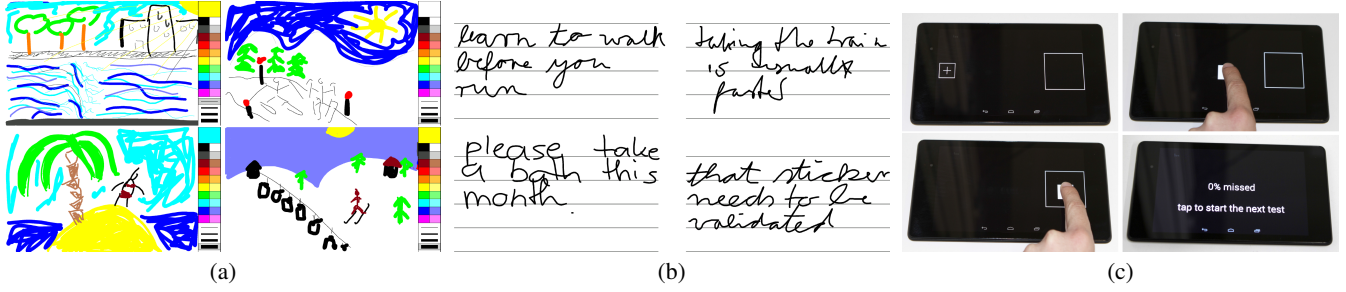 learn to walk
before you
run
taking the train
is usually
faster
please take
a bath this
month.
that sticker
needs to be
validated
0% missed
tap to start the next test
(a)
(b)
(c)